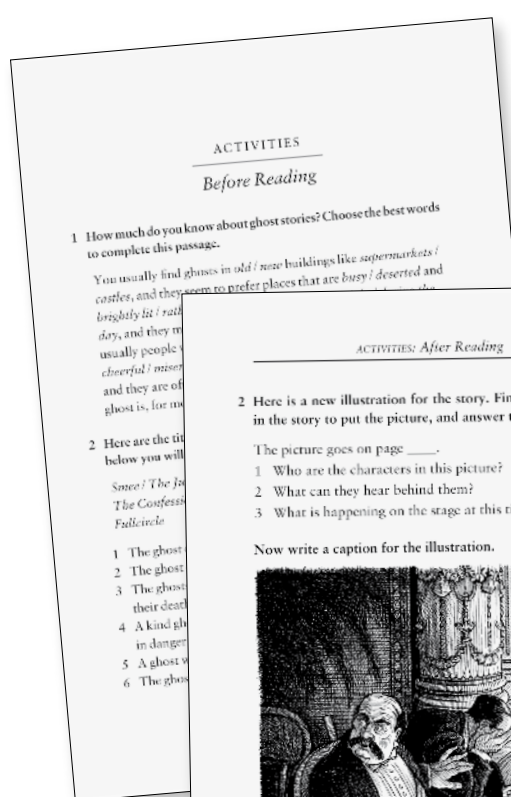 ACTIVITIES
Before Reading
1 How much do you know about ghost stories? Choose the best words
to complete this passage.
You usually find ghosts in old / new buildings like supermarkets /
castles, and they seem to prefer places that are busy / deserted and
brightly lit /
day, and they
usually people
cheerful /
and they are
ghost is, for
2 Here are the
below you will
Smee / The
The
Fullcircle
1 The ghost
2 The ghost
3 The ghosts
their
4 A kind
in danger
5 A ghost
6 The
ACTIVITIES: After Reading
2 Here is a new illustration for the story.
in the story to put the picture, and answer
The picture goes on page ____.
1 Who are the characters in this picture?
2 What can they hear behind them?
3 What is happening on the stage at this
Now write a caption for the illustration.